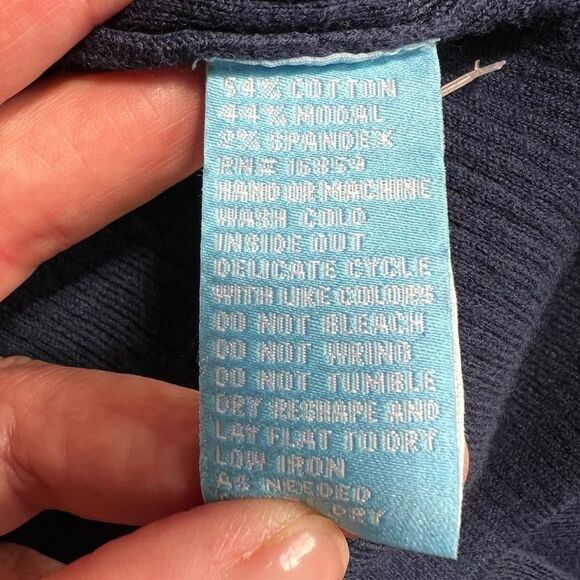 54% COTTON
44% MODAL
2% SPANDEX
RN# 16954
HAND OR MACHINE
WASH COLD
INSIDE OUT
DELICATE CYCLE
WITH LIKE COLORS
DO NOT BLEACH
DO NOT WRING
DO NOT TUMBLE
DRY RESHAPE AND
LAY FLAT TO DRY
LOW IRON
AS NEEDED
DRY